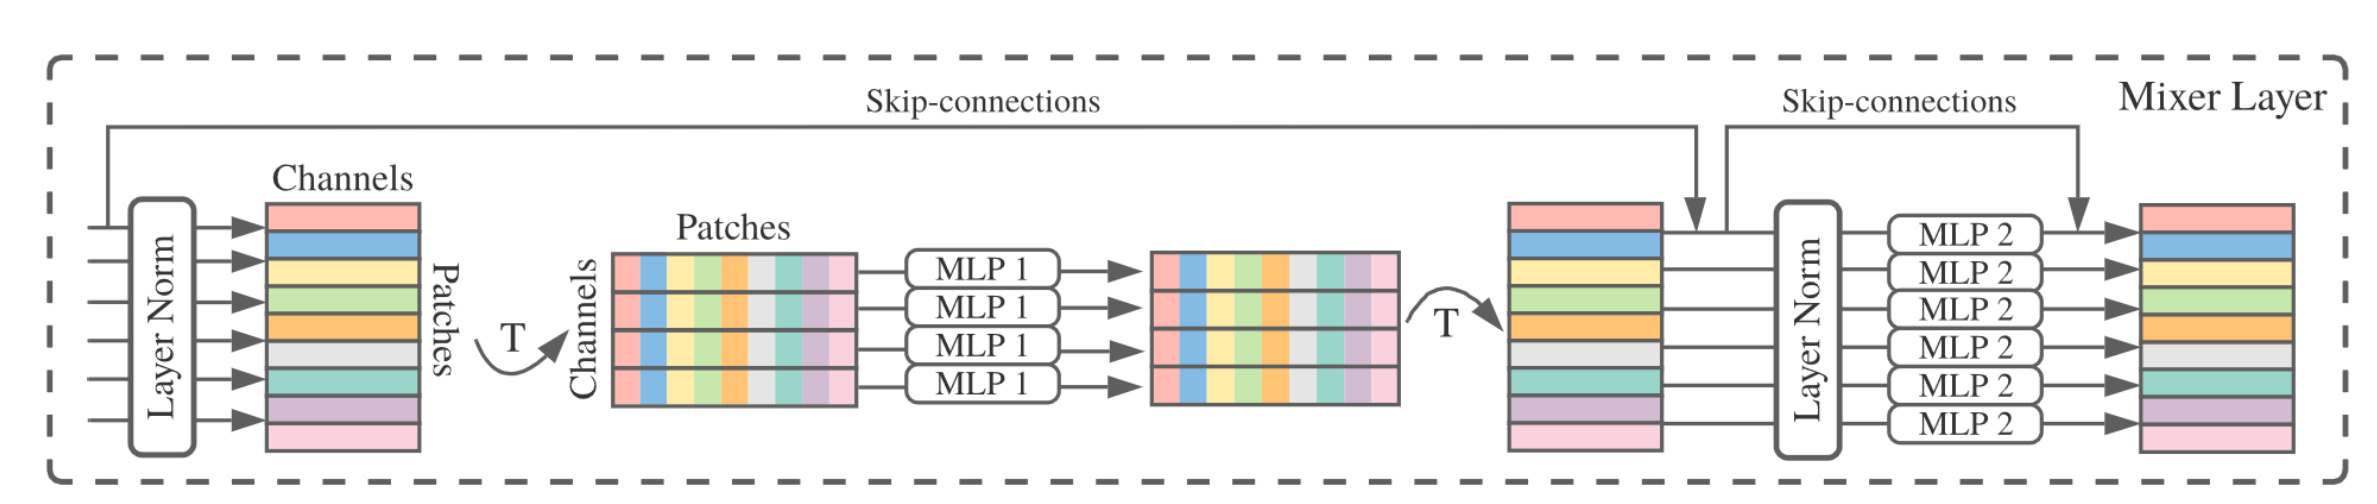 Skip-connections
Skip-connections
Mixer Layer
Channels
Layer Norm
Patches
T
Patches
Channels
MLP 1
MLP 1
MLP 1
MLP 1
T
Layer Norm
MLP 2
MLP 2
MLP 2
MLP 2
MLP 2
MLP 2